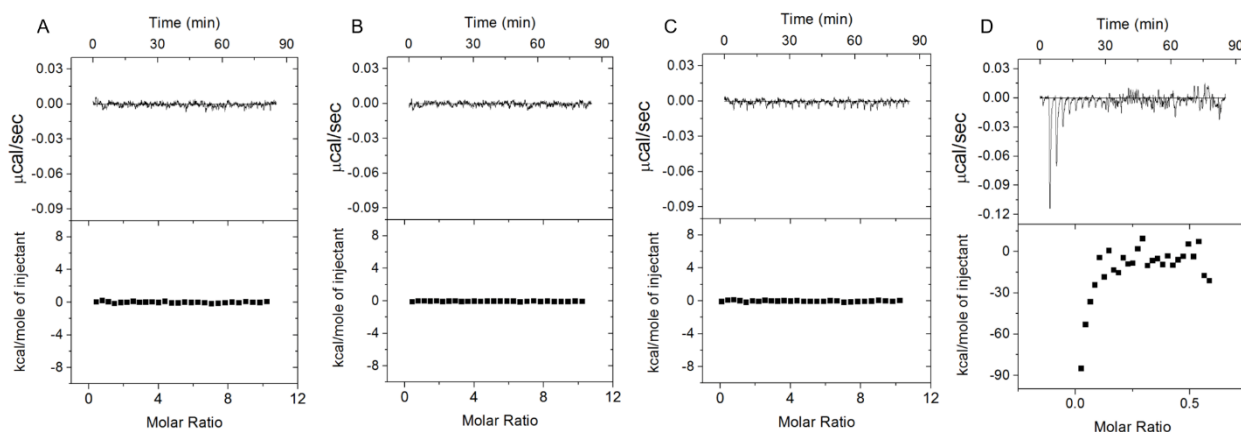 A
Time (min)
0 30 60 90
0.03
0.00
-0.03
-0.06
-0.09
μcal/sec
8
4
0
-4
-8
kcal/mole of injectant
0 4 8 12
Molar Ratio
B
Time (min)
0 30 60 90
0.03
0.00
-0.03
-0.06
-0.09
μcal/sec
8
4
0
-4
-8
kcal/mole of injectant
0 4 8 12
Molar Ratio
C
Time (min)
0 30 60 90
0.03
0.00
-0.03
-0.06
-0.09
μcal/sec
8
4
0
-4
-8
kcal/mole of injectant
0 4 8 12
Molar Ratio
D
Time (min)
0 30 60 90
0.03
0.00
-0.03
-0.06
-0.09
-0.12
μcal/sec
0
-30
-60
-90
kcal/mole of injectant
0.0 0.5
Molar Ratio